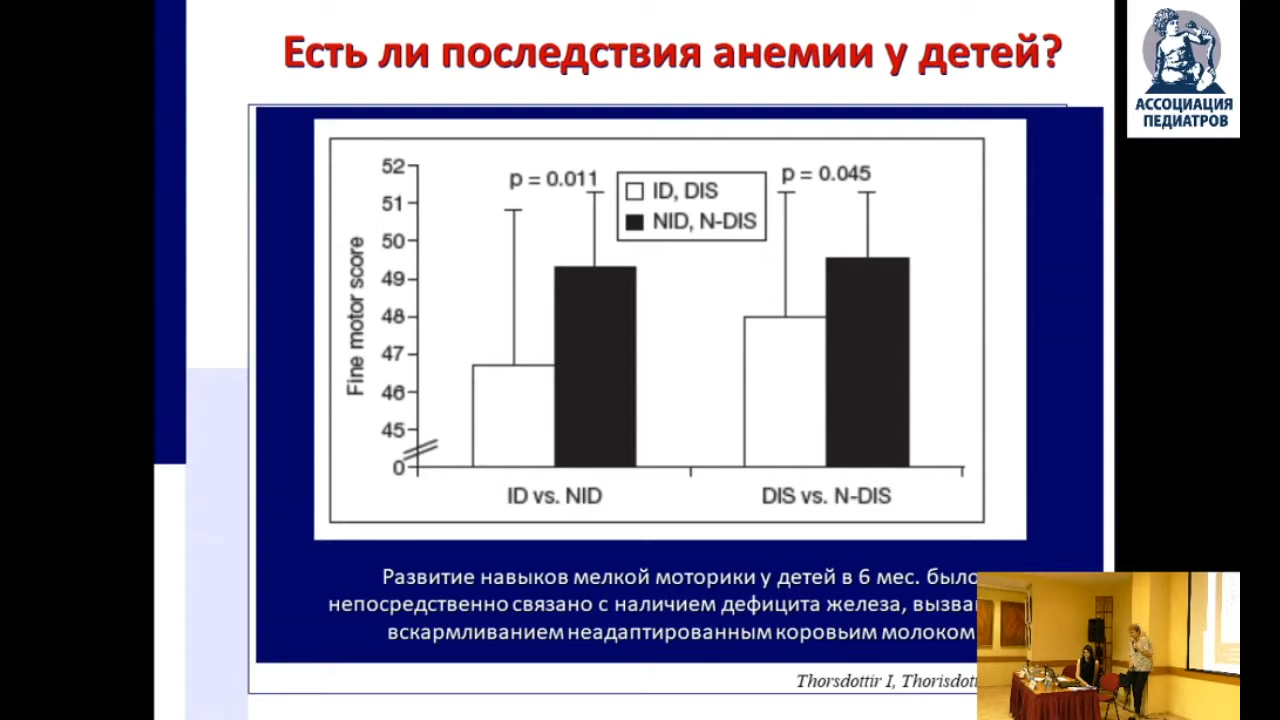 Есть ли последствия анемии у детей?
АССОЦИАЦИЯ
ПЕДИАТРОВ
52
51
50
49
48
47
46
45
0
Fine motor score
p = 0.011
p = 0.045
ID, DIS
NID, N-DIS
ID vs. NID
DIS vs. N-DIS
Развитие навыков мелкой моторики у детей в 6 мес. было
непосредственно связано с наличием дефицита железа,
вскармливанием неадаптированным коровьим молоком
Thorsdottir I,